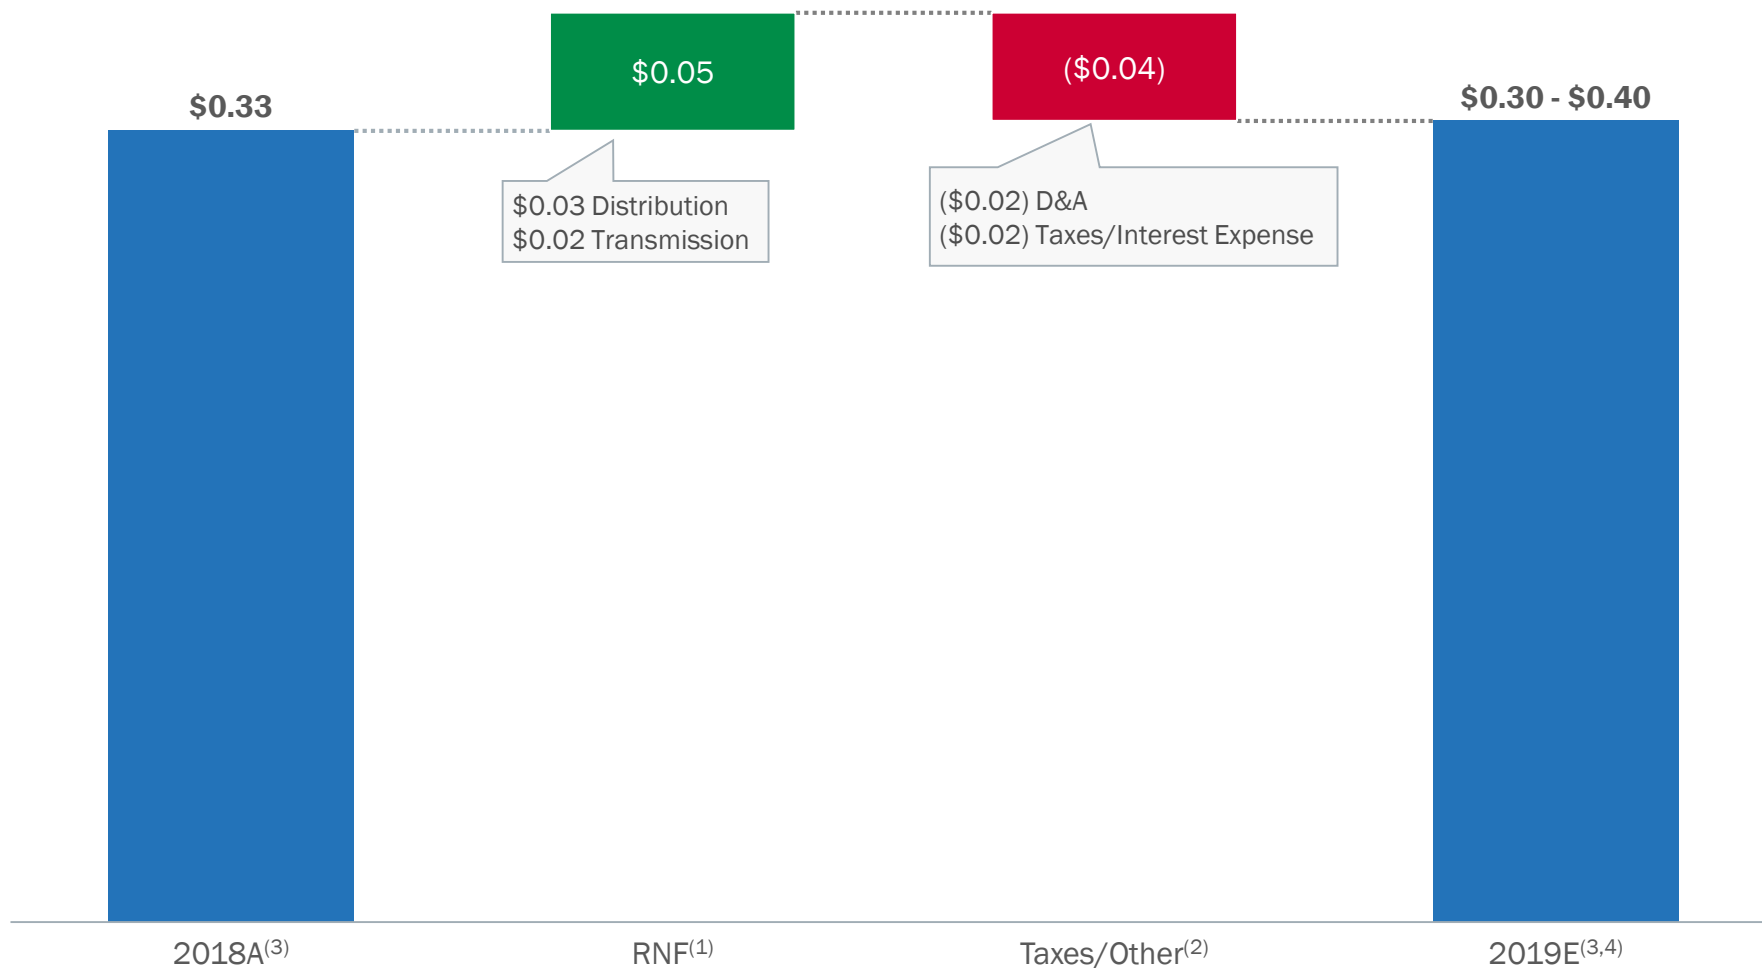 $0.33
$0.05
($0.04)
$0.30 - $0.40
$0.03 Distribution
$0.02 Transmission
($0.02) D&A
($0.02) Taxes/Interest Expense
2018A(3)
RNF(1)
Taxes/Other(2)
2019E(3,4)